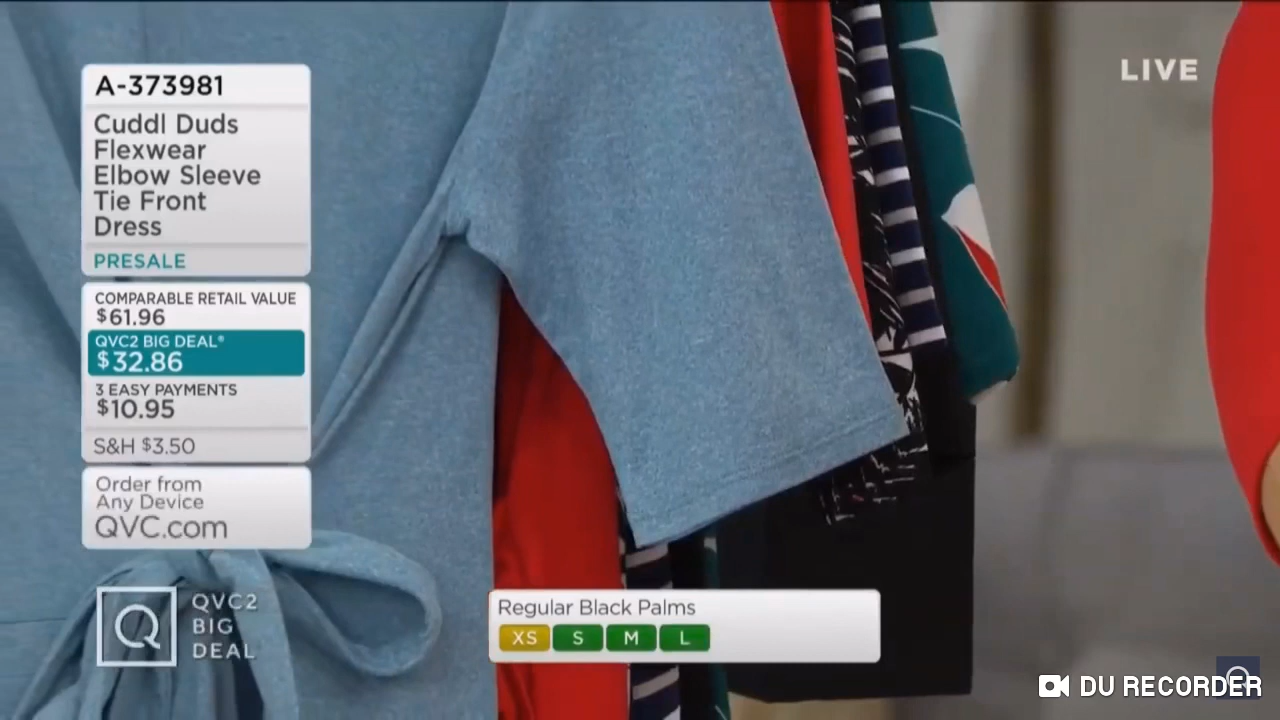 A-373981
Cuddl Duds
Flexwear
Elbow Sleeve
Tie Front
Dress
PRESALE
COMPARABLE RETAIL VALUE
$61.96
QVC2 BIG DEAL®
$32.86
3 EASY PAYMENTS
$10.95
S&H $3.50
Order from
Any Device
QVC.com
Q
QVC2
BIG
DEAL
LIVE
Regular Black Palms
XS S M L
DU RECORDER